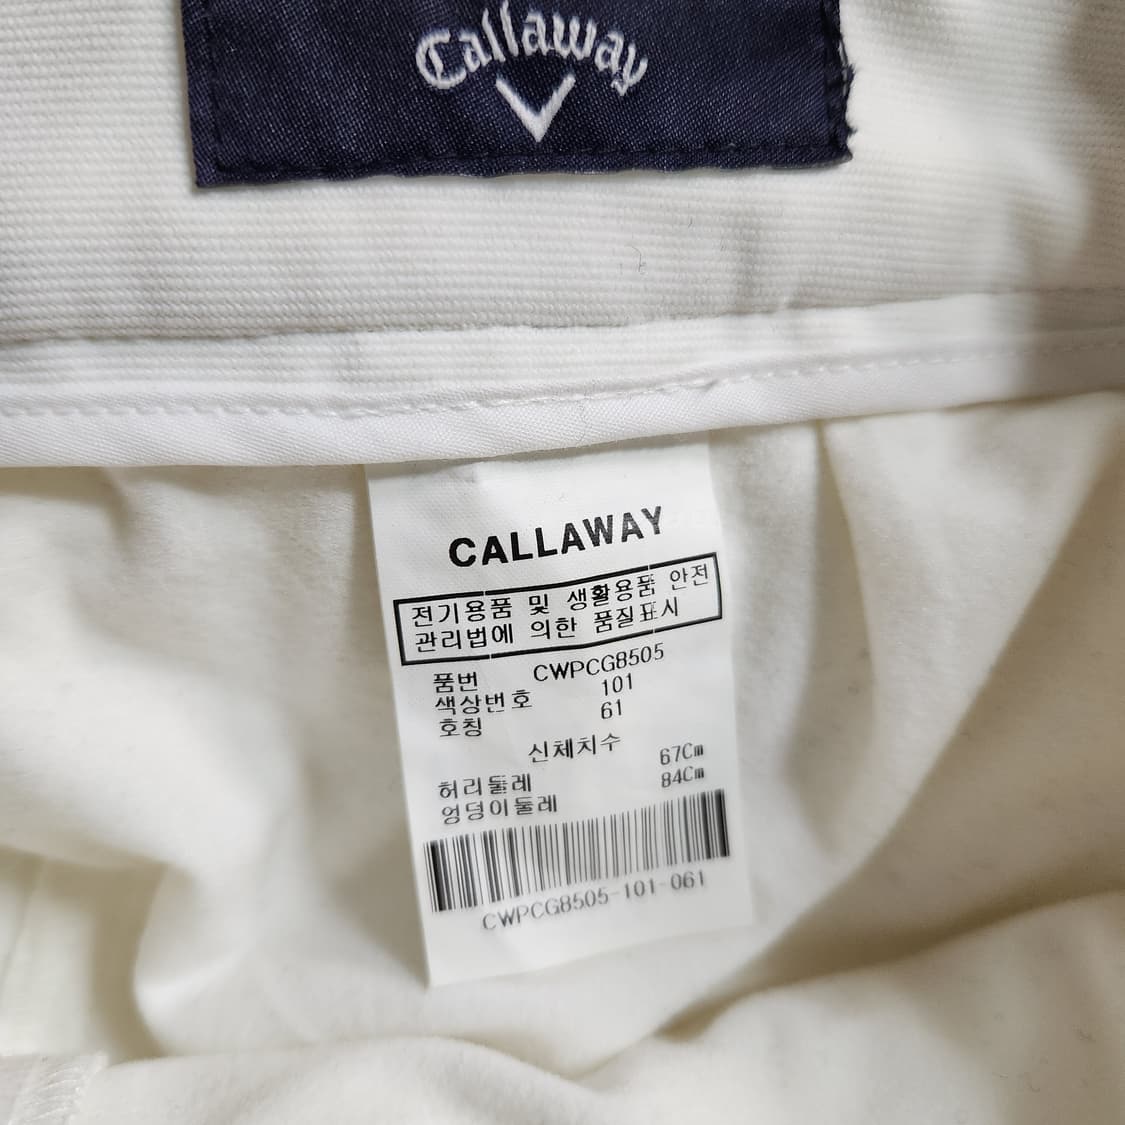 Callaway
CALLAWAY
전기용품 및 생활용품 안전
관리법에 의한 품질표시
품번 CWPCG8505
색상번호 101
호칭 61
신체치수
허리둘레 67Cm
엉덩이둘레 84Cm
CWPCG8505-101-061